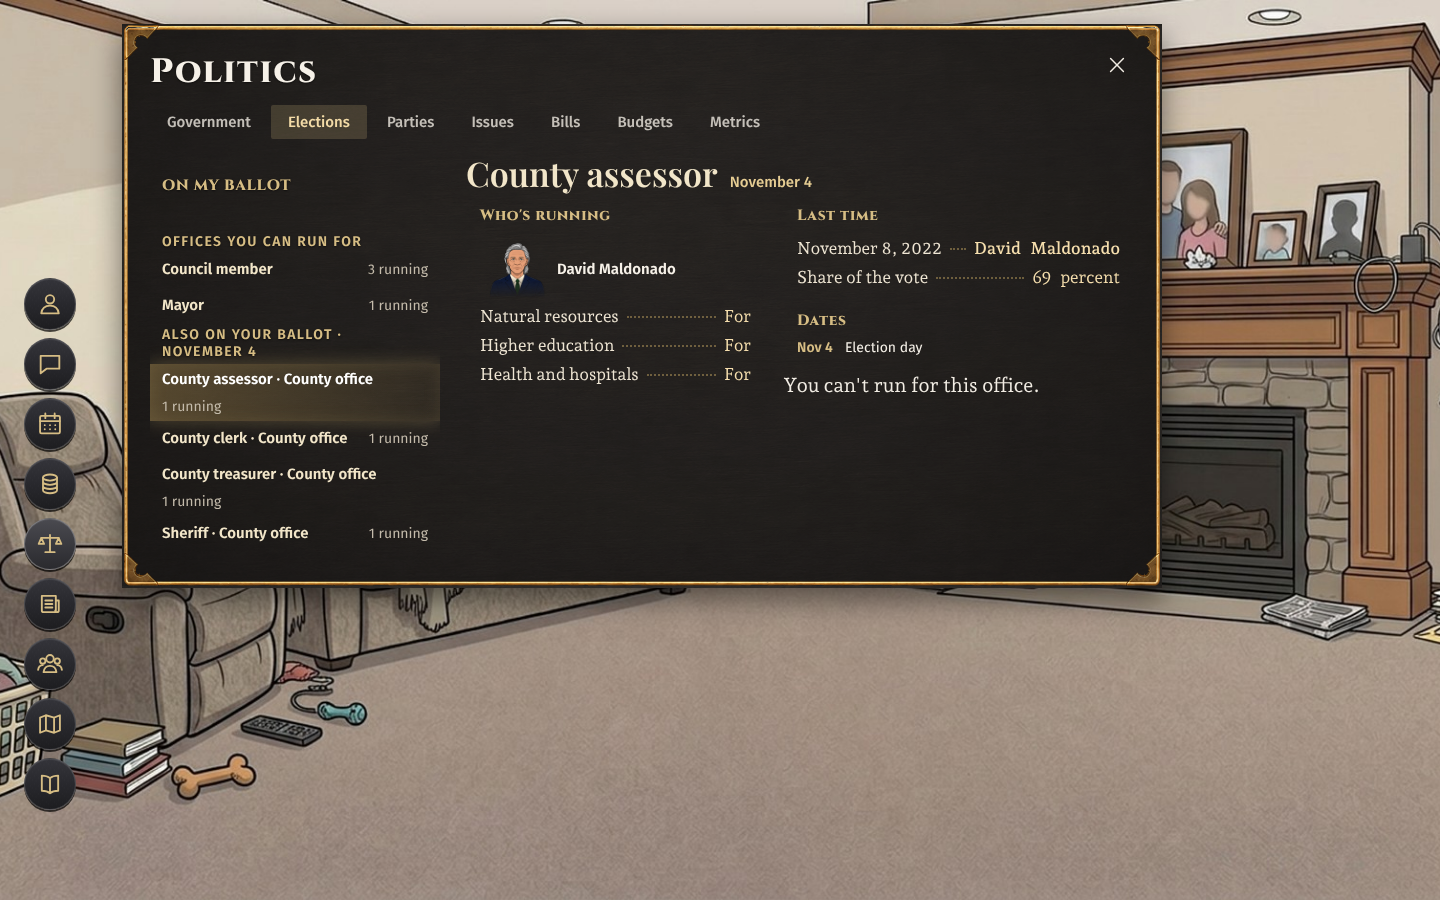 Politics
Government
Elections
Parties
Issues
Bills
Budgets
Metrics
ON MY BALLOT
OFFICES YOU CAN RUN FOR
Council member 3 running
Mayor 1 running
ALSO ON YOUR BALLOT ·
NOVEMBER 4
County assessor · County office
1 running
County clerk · County office 1 running
County treasurer · County office
1 running
Sheriff · County office 1 running
County assessor November 4
Who's running
David Maldonado
Natural resources For
Higher education For
Health and hospitals For
Last time
November 8, 2022 David Maldonado
Share of the vote 69 percent
Dates
Nov 4 Election day
You can't run for this office.